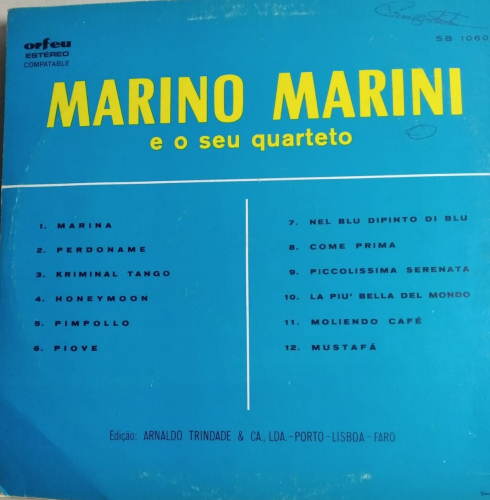 orfeu
ESTÉREO
COMPATABLE
SB 1060
MARINO MARINI
e o seu quarteto
1. MARINA
2. PERDONAME
3. KRIMINAL TANGO
4. HONEYMOON
5. PIMPOLLO
6. PIOVE
7. NEL BLU DIPINTO DI BLU
8. COME PRIMA
9. PICCOLISSIMA SERENATA
10. LA PIU' BELLA DEL MONDO
11. MOLIENDO CAFÉ
12. MUSTAFÁ
Edição: ARNALDO TRINDADE & CA., LDA.-PORTO-LISBOA-FARO